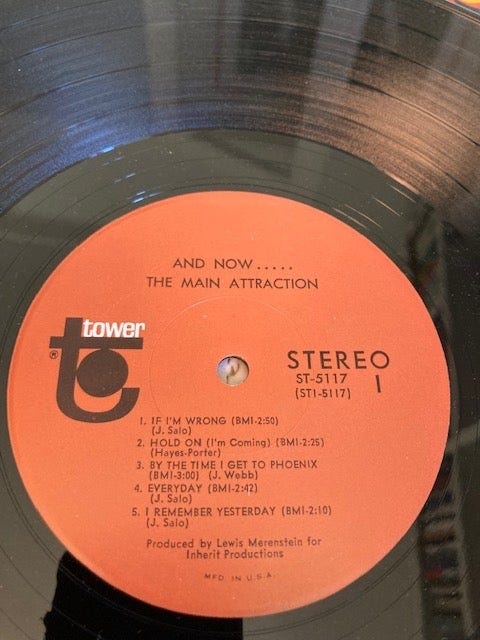 AND NOW.....
THE MAIN ATTRACTION
tower
t
®
STEREO
ST-5117
(ST1-5117)
1
1. IF I'M WRONG (BMI-2:50)
(J. Salo)
2. HOLD ON (I'm Coming) (BMI-2:25)
(Hayes-Porter)
3. BY THE TIME I GET TO PHOENIX
(BMI-3:00) (J. Webb)
4. EVERYDAY (BMI-2:42)
(J. Salo)
5. I REMEMBER YESTERDAY (BMI-2:10)
(J. Salo)
Produced by Lewis Merenstein for
Inherit Productions
MFD. IN U.S.A.